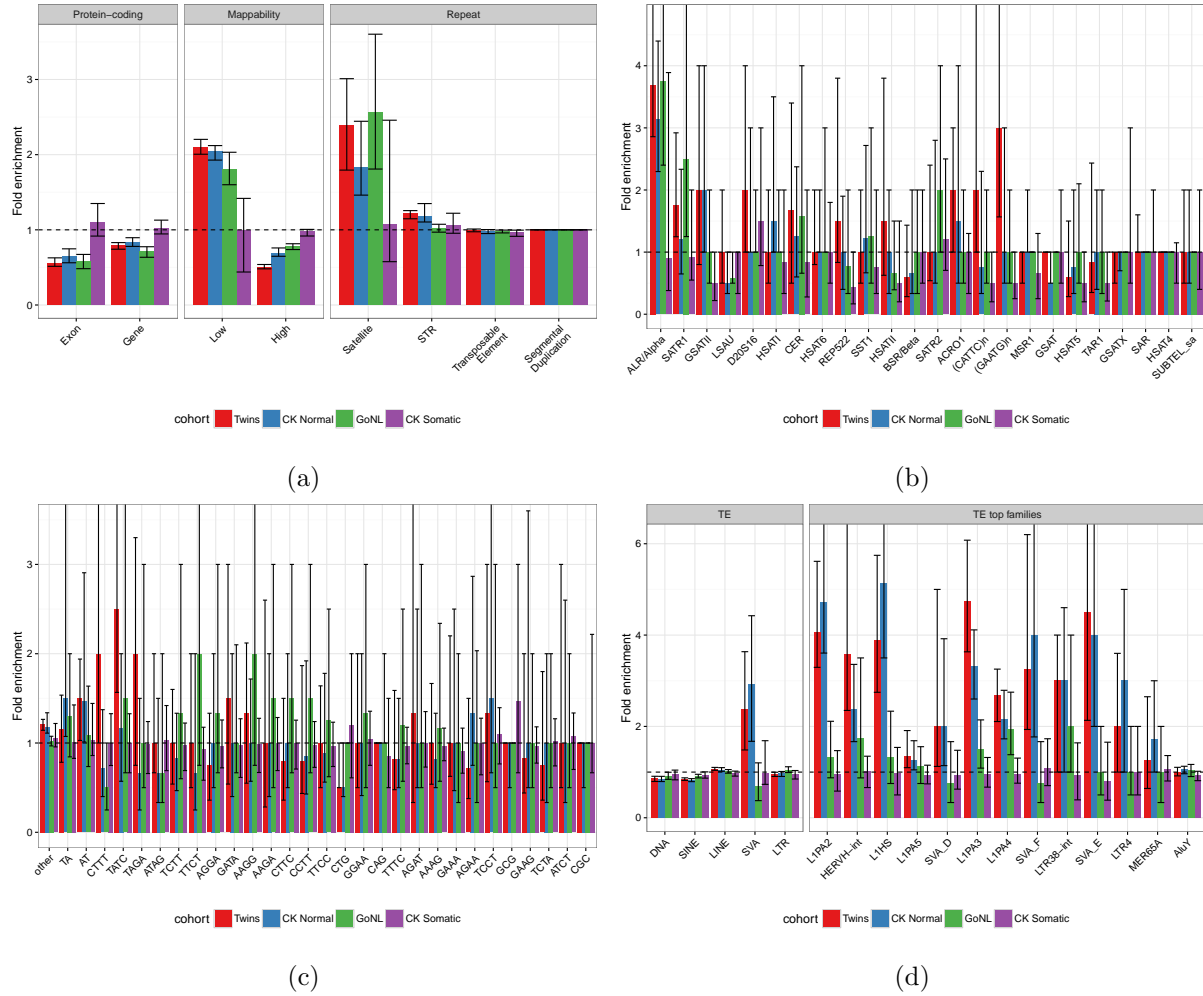 Protein−coding
Mappability
Repeat
Fold enrichment
3
2
1
0
Exon
Gene
Low
High
Satellite
STR
Transposable
Element
Segmental
Duplication
cohort Twins CK Normal GoNL CK Somatic
(a)
Fold enrichment
4
3
2
1
0
ALR/Alpha
SATR1
GSATII
LSAU
D20S16
HSATI
CER
HSAT6
REP522
SST1
HSATII
BSR/Beta
SATR2
ACRO1
(CATTC)n
(GAATG)n
MSR1
GSAT
HSAT5
TAR1
GSATX
SAR
HSAT4
SUBTEL_sa
cohort Twins CK Normal GoNL CK Somatic
(b)
Fold enrichment
3
2
1
0
other
TA
AT
CTTT
TATC
TAGA
ATAG
TCTT
TTCT
AGGA
GATA
AAGG
AAGA
CTTC
CCTT
TTCC
CTG
GGAA
CAG
TTTC
AGAT
AAAG
GAAA
AGAA
TCCT
GCG
GAAG
TCTA
ATCT
CGC
cohort Twins CK Normal GoNL CK Somatic
(c)
TE
TE top families
Fold enrichment
6
4
2
0
DNA
SINE
LINE
SVA
LTR
L1PA2
HERVH−int
L1HS
L1PA5
SVA_D
L1PA3
L1PA4
SVA_F
LTR38−int
SVA_E
LTR4
MER65A
AluY
cohort Twins CK Normal GoNL CK Somatic
(d)